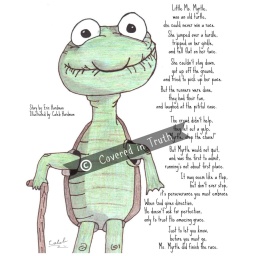 Little Ms. Myrtle,
was an old turtle,
she could never win a race.
She jumped over a hurdle,
tripped on her girdle,
and fell flat on her face.
She couldn't stay down,
got up off the ground,
and tried to pick up her pace.
But the runners were done,
they had their fun,
and laughed at the pitiful case.
Story by Erin Hardman
Illustrated by Caleb Hardman
The crowd didn't help,
they let out a yelp,
"Myrtle, stop the chase!"
But Myrtle would not quit,
and was the first to admit,
running's not about first place.
It may seem like a flop,
but don't ever stop,
it's perseverance you must embrace.
When God gives direction,
He doesn't ask for perfection,
only to trust His amazing grace.
Just to let you know,
before you must go,
Ms. Myrtle, did finish the race.
© Covered in Truth
Caleb